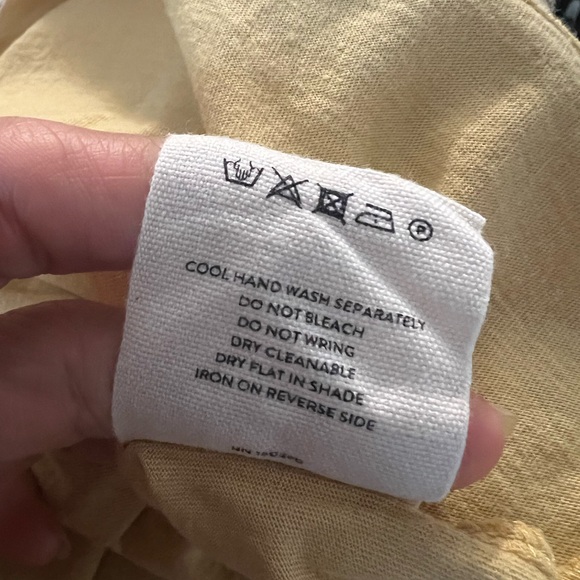 P
COOL HAND WASH SEPARATELY
DO NOT BLEACH
DO NOT WRING
DRY CLEANABLE
DRY FLAT IN SHADE
IRON ON REVERSE SIDE